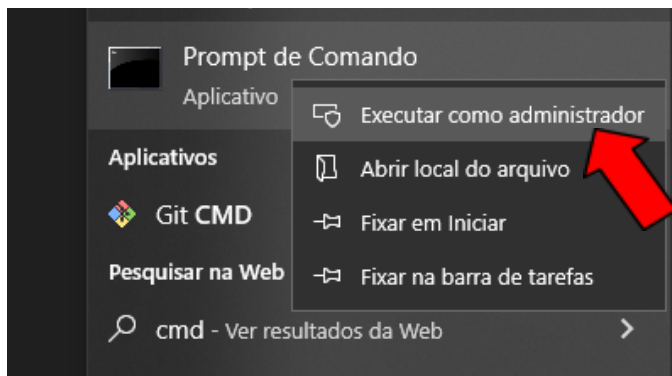 Prompt de Comando
Aplicativo
Executar como administrador
Abrir local do arquivo
Fixar em Iniciar
Fixar na barra de tarefas
Aplicativos
Git CMD
Pesquisar na Web
cmd - Ver resultados da Web